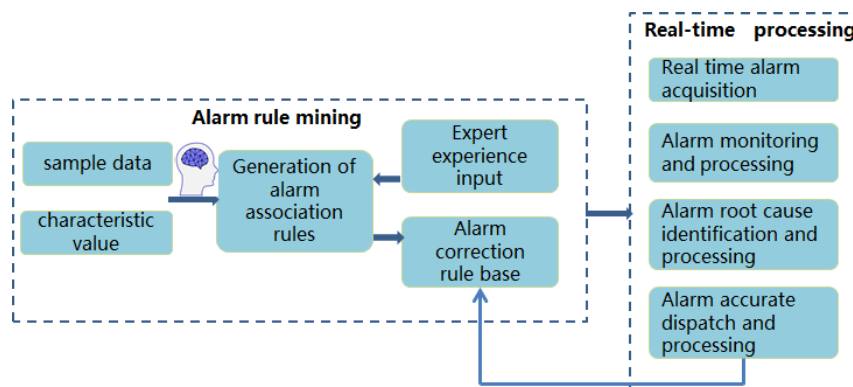 Alarm rule mining
sample data
characteristic
value
Generation of
alarm
association
rules
Expert
experience
input
Alarm
correction
rule base
Real-time processing
Real time alarm
acquisition
Alarm monitoring
and processing
Alarm root cause
identification and
processing
Alarm accurate
dispatch and
processing